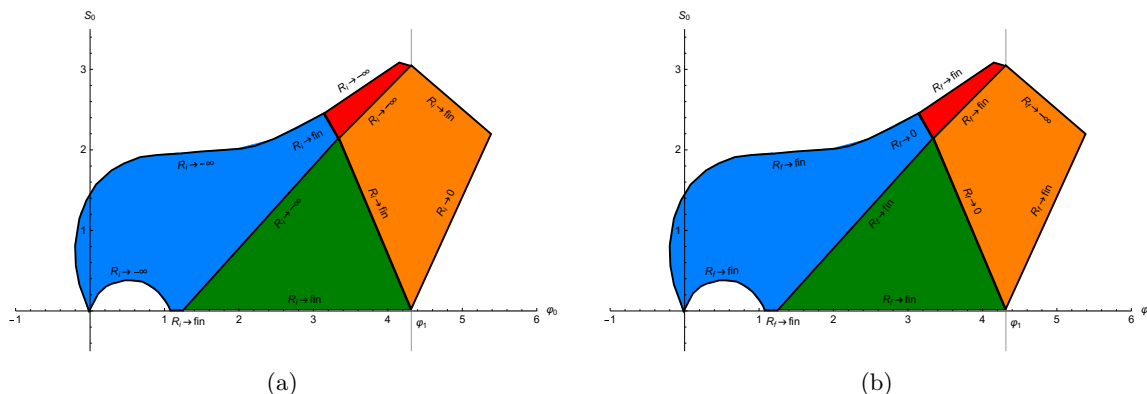 S₀
3
2
1
-1
1
2
3
4
5
6
φ₀
φ₁
R_i→-∞
R_i→-∞
R_i→fin
R_i→fin
R_i→-∞
R_i→-∞
R_i→fin
R_i→0
R_i→-∞
R_i→fin
R_i→fin
(a)
S₀
3
2
1
-1
1
2
3
4
5
6
φ
φ₁
R_f→fin
R_f→fin
R_f→-∞
R_f→0
R_f→fin
R_f→fin
R_f→0
R_f→fin
R_f→fin
R_f→fin
R_f→fin
(b)